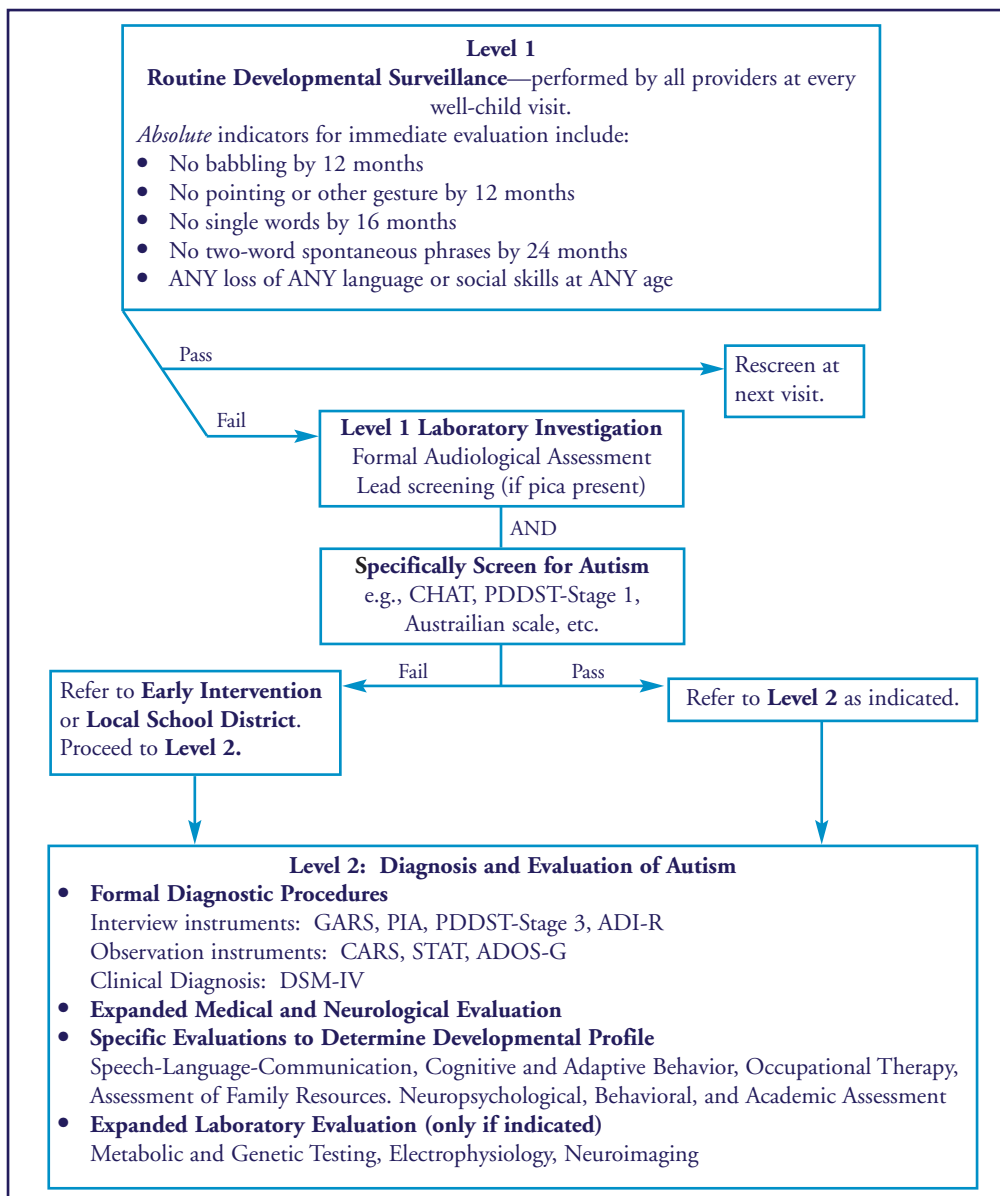 Level 1
Routine Developmental Surveillance—performed by all providers at every
well-child visit.
Absolute indicators for immediate evaluation include:
• No babbling by 12 months
• No pointing or other gesture by 12 months
• No single words by 16 months
• No two-word spontaneous phrases by 24 months
• ANY loss of ANY language or social skills at ANY age
Pass
Rescreen at
next visit.
Fail
Level 1 Laboratory Investigation
Formal Audiological Assessment
Lead screening (if pica present)
AND
Specifically Screen for Autism
e.g., CHAT, PDDST-Stage 1,
Austrailian scale, etc.
Fail
Pass
Refer to Early Intervention
or Local School District.
Proceed to Level 2.
Refer to Level 2 as indicated.
Level 2: Diagnosis and Evaluation of Autism
• Formal Diagnostic Procedures
Interview instruments: GARS, PIA, PDDST-Stage 3, ADI-R
Observation instruments: CARS, STAT, ADOS-G
Clinical Diagnosis: DSM-IV
• Expanded Medical and Neurological Evaluation
• Specific Evaluations to Determine Developmental Profile
Speech-Language-Communication, Cognitive and Adaptive Behavior, Occupational Therapy,
Assessment of Family Resources. Neuropsychological, Behavioral, and Academic Assessment
• Expanded Laboratory Evaluation (only if indicated)
Metabolic and Genetic Testing, Electrophysiology, Neuroimaging